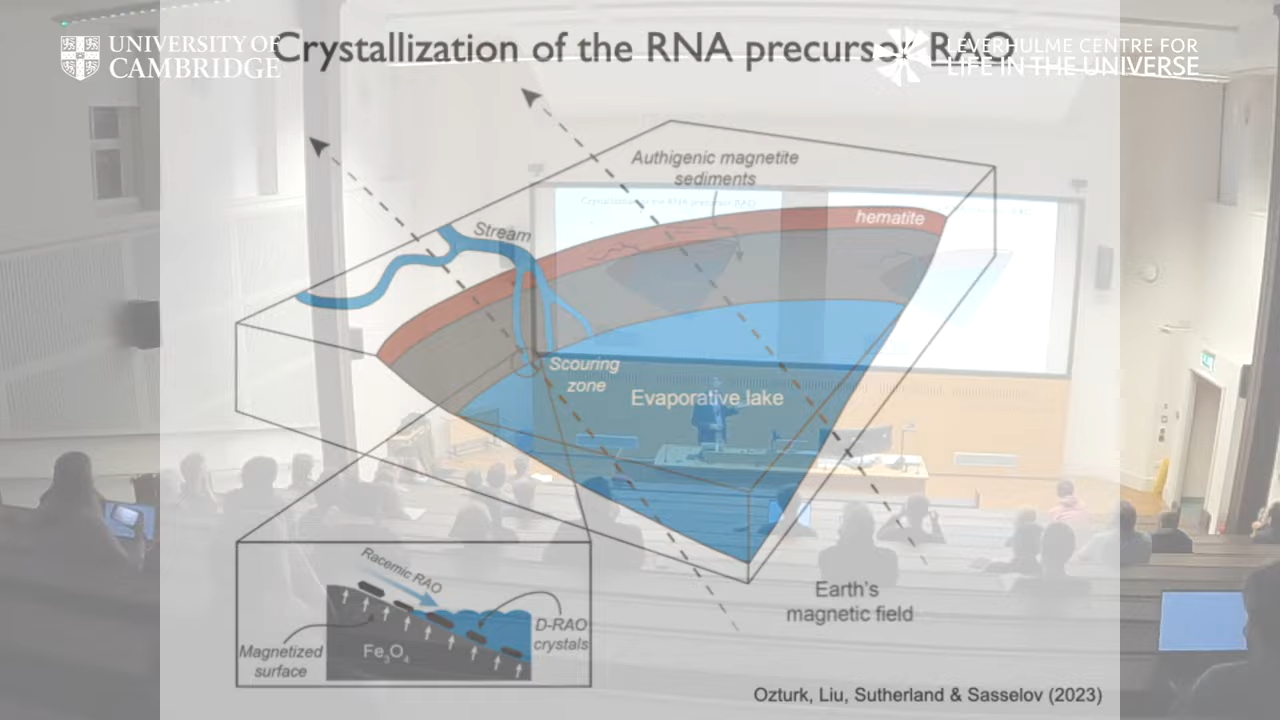 UNIVERSITY OF
CAMBRIDGE
Crystallization of the RNA precursor RAO
LEVERHULME CENTRE FOR
LIFE IN THE UNIVERSE
Authigenic magnetite
sediments
hematite
Stream
Scouring
zone
Evaporative lake
Earth's
magnetic field
Racemic RAO
D-RAO
crystals
Magnetized
surface
Fe3O4
Ozturk, Liu, Sutherland & Sasselov (2023)